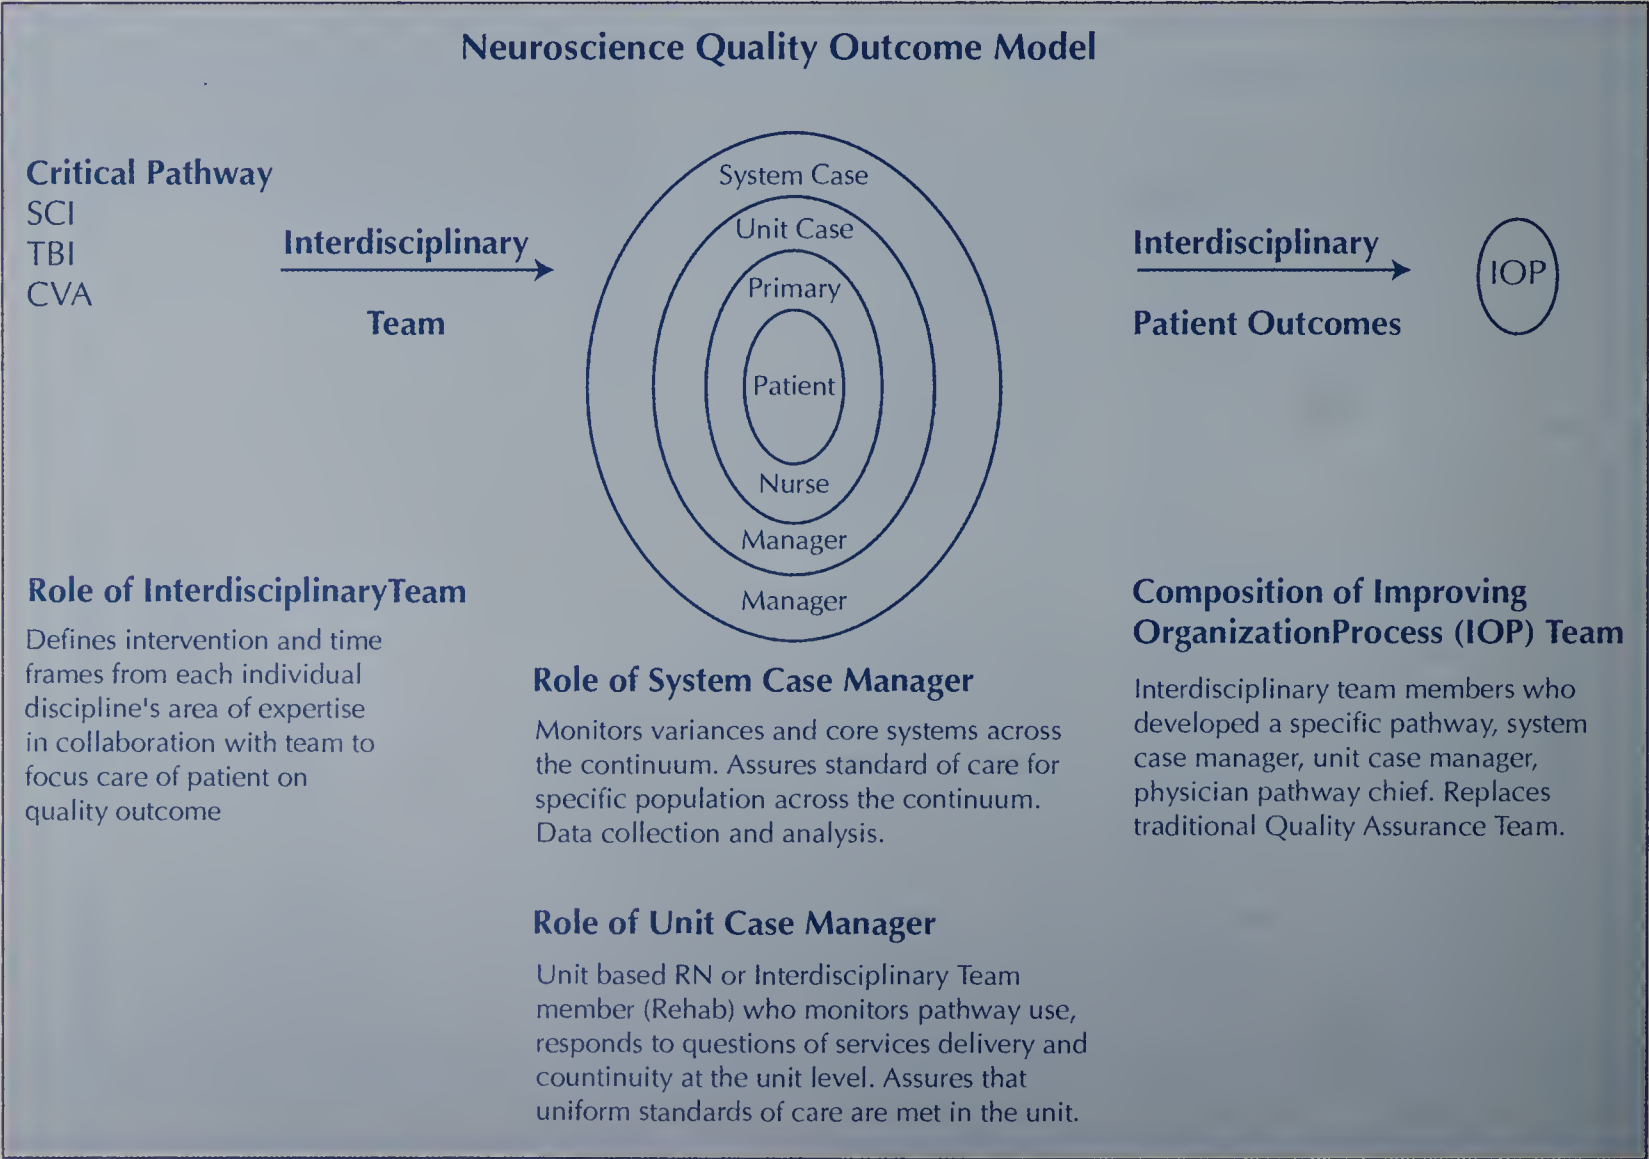 Neuroscience Quality Outcome Model
Critical Pathway
SCI
TBI
CVA
Interdisciplinary
Team
System Case
Unit Case
Primary
Patient
Nurse
Manager
Manager
Interdisciplinary
Patient Outcomes
IOP
Role of InterdisciplinaryTeam
Defines intervention and time
frames from each individual
discipline's area of expertise
in collaboration with team to
focus care of patient on
quality outcome
Role of System Case Manager
Monitors variances and core systems across
the continuum. Assures standard of care for
specific population across the continuum.
Data collection and analysis.
Role of Unit Case Manager
Unit based RN or Interdisciplinary Team
member (Rehab) who monitors pathway use,
responds to questions of services delivery and
countinuity at the unit level. Assures that
uniform standards of care are met in the unit.
Composition of Improving
OrganizationProcess (IOP) Team
Interdisciplinary team members who
developed a specific pathway, system
case manager, unit case manager,
physician pathway chief. Replaces
traditional Quality Assurance Team.